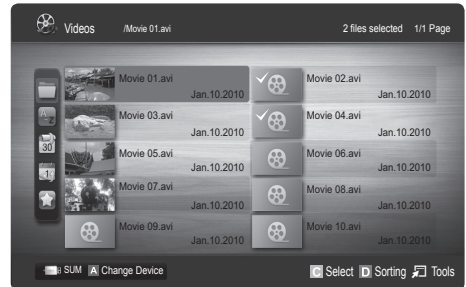 Videos /Movie 01.avi 2 files selected 1/1 Page
Movie 01.avi Movie 02.avi
Jan.10.2010 Jan.10.2010
Movie 03.avi Movie 04.avi
Jan.10.2010 Jan.10.2010
Movie 05.avi Movie 06.avi
Jan.10.2010 Jan.10.2010
Movie 07.avi Movie 08.avi
Jan.10.2010 Jan.10.2010
Movie 09.avi Movie 10.avi
Jan.10.2010 Jan.10.2010
A Z
30
1
SUM A Change Device C Select D Sorting Tools